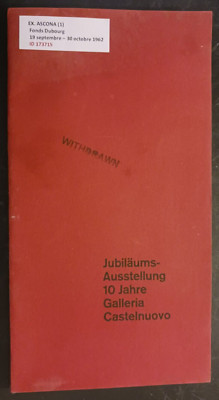 EX. ASCONA (1)
Fonds Dubourg
19 septembre – 30 octobre 1962
ID 173715
WITHDRAWN
Jubiläums-
Ausstellung
10 Jahre
Galleria
Castelnuovo